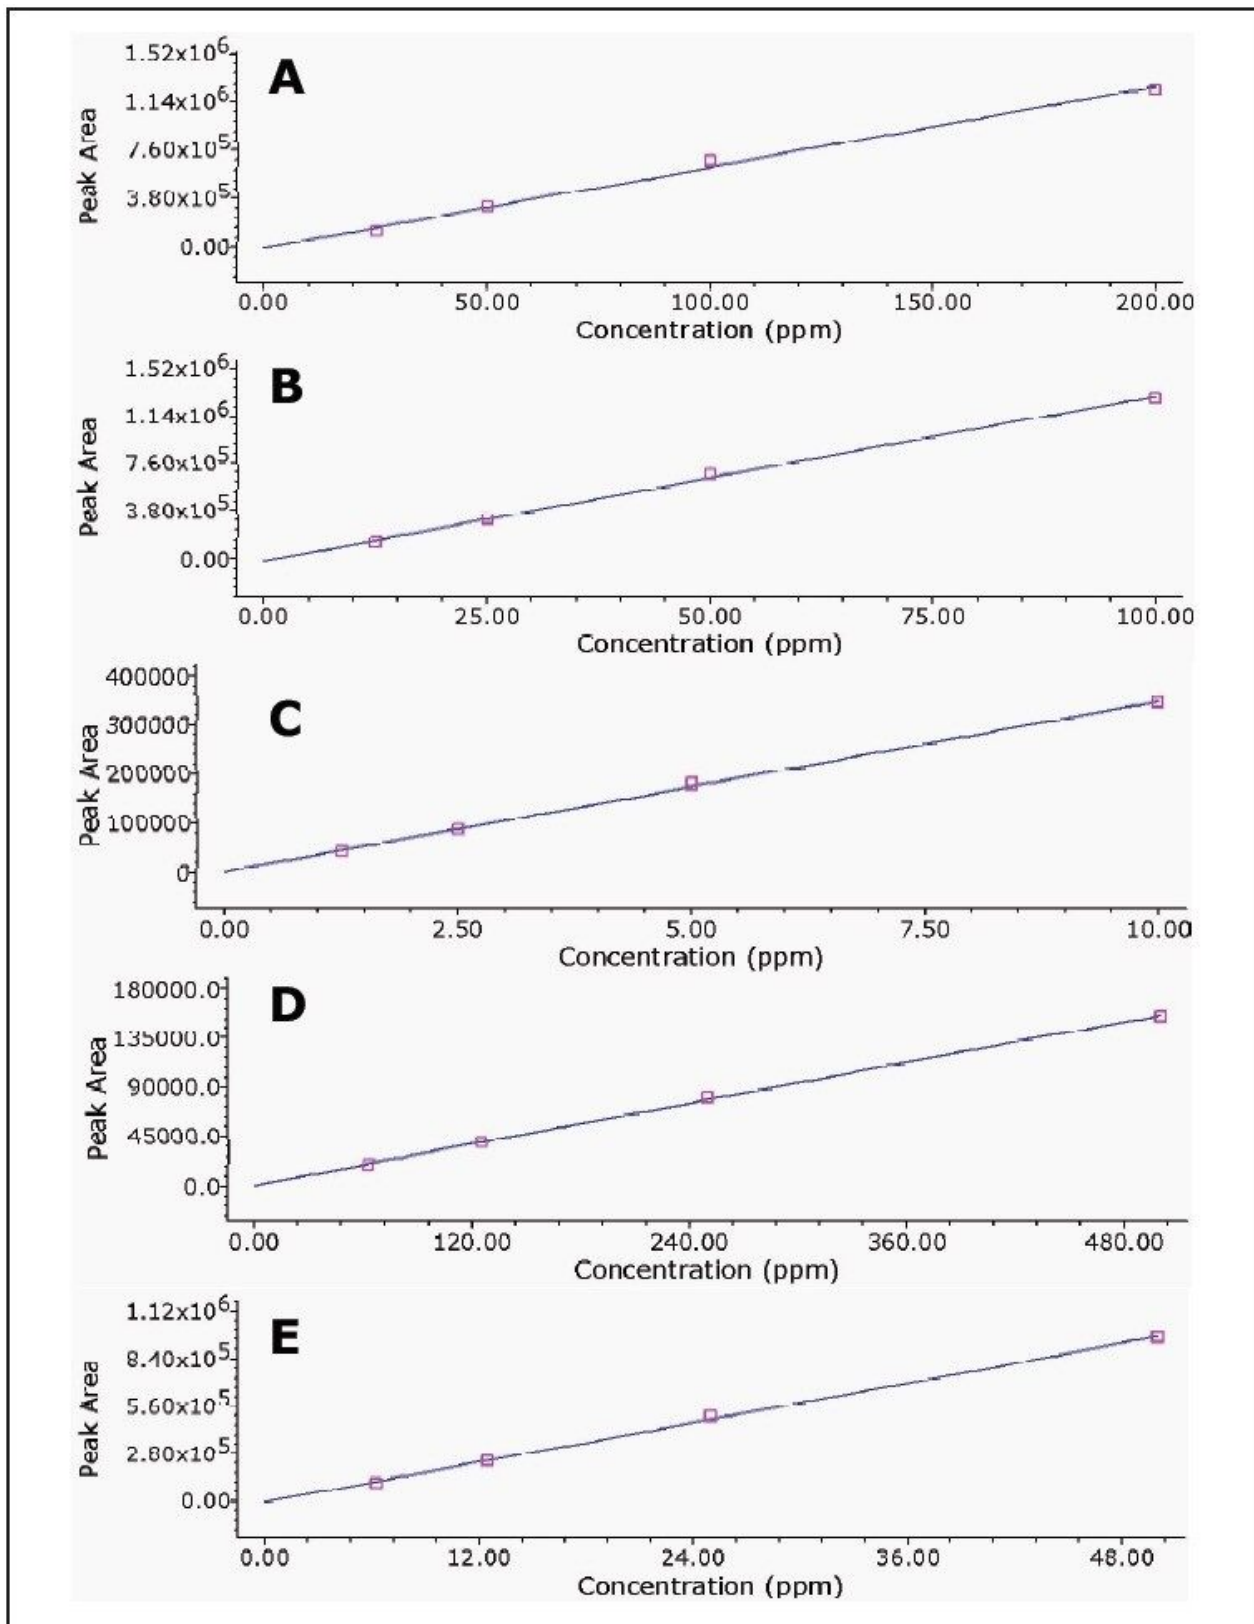 A
Peak Area
1.52x10⁶
1.14x10⁶
7.60x10⁵
3.80x10⁵
0.00
0.00 50.00 100.00 150.00 200.00
Concentration (ppm)
B
Peak Area
1.52x10⁶
1.14x10⁶
7.60x10⁵
3.80x10⁵
0.00
0.00 25.00 50.00 75.00 100.00
Concentration (ppm)
C
Peak Area
400000
300000
200000
100000
0
0.00 2.50 5.00 7.50 10.00
Concentration (ppm)
D
Peak Area
180000.0
135000.0
90000.0
45000.0
0.0
0.00 120.00 240.00 360.00 480.00
Concentration (ppm)
E
Peak Area
1.12x10⁶
8.40x10⁵
5.60x10⁵
2.80x10⁵
0.00
0.00 12.00 24.00 36.00 48.00
Concentration (ppm)